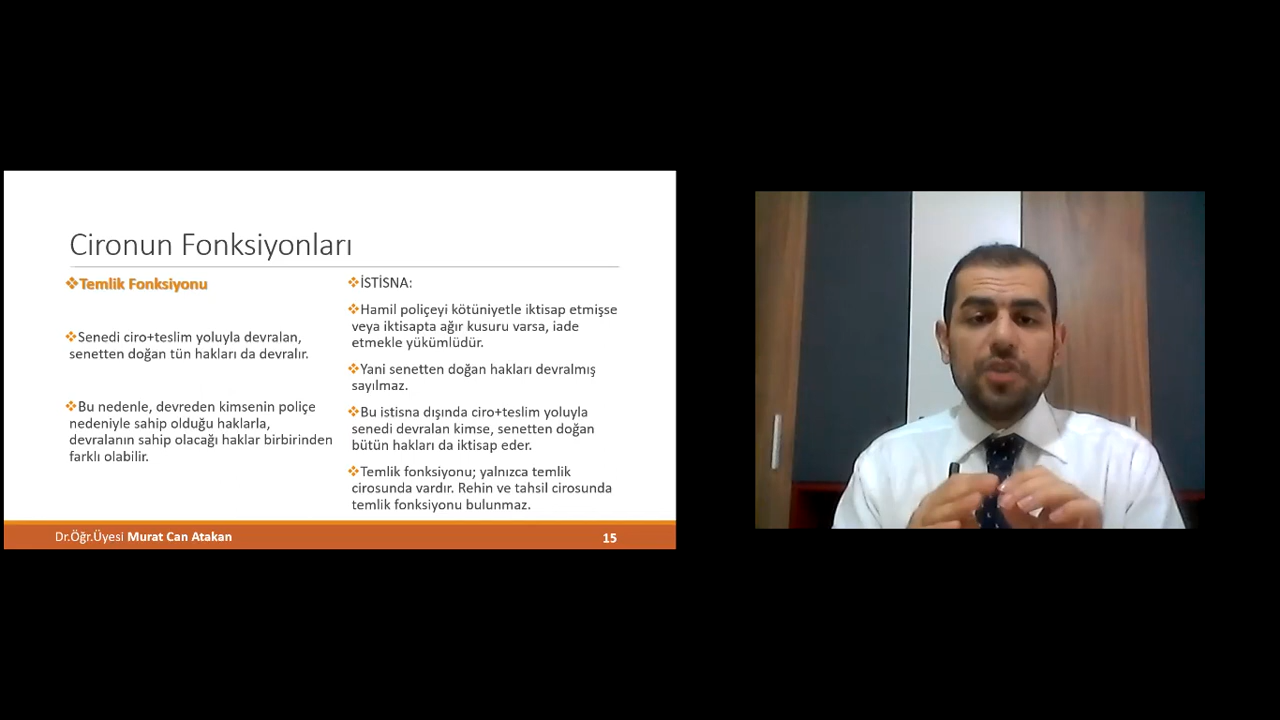 Cironun Fonksiyonları
❖Temlik Fonksiyonu
❖Senedi ciro+teslim yoluyla devralan,
senetten doğan tün hakları da devralır.
❖Bu nedenle, devreden kimsenin poliçe
nedeniyle sahip olduğu haklarla,
devralanın sahip olacağı haklar birbirinden
farklı olabilir.
❖İSTİSNA:
❖Hamil poliçeyi kötüniyetle iktisap etmişse
veya iktisapta ağır kusuru varsa, iade
etmekle yükümlüdür.
❖Yani senetten doğan hakları devralmış
sayılmaz.
❖Bu istisna dışında ciro+teslim yoluyla
senedi devralan kimse, senetten doğan
bütün hakları da iktisap eder.
❖Temlik fonksiyonu; yalnızca temlik
cirosunda vardır. Rehin ve tahsil cirosunda
temlik fonksiyonu bulunmaz.
Dr.Öğr.Üyesi Murat Can Atakan
15